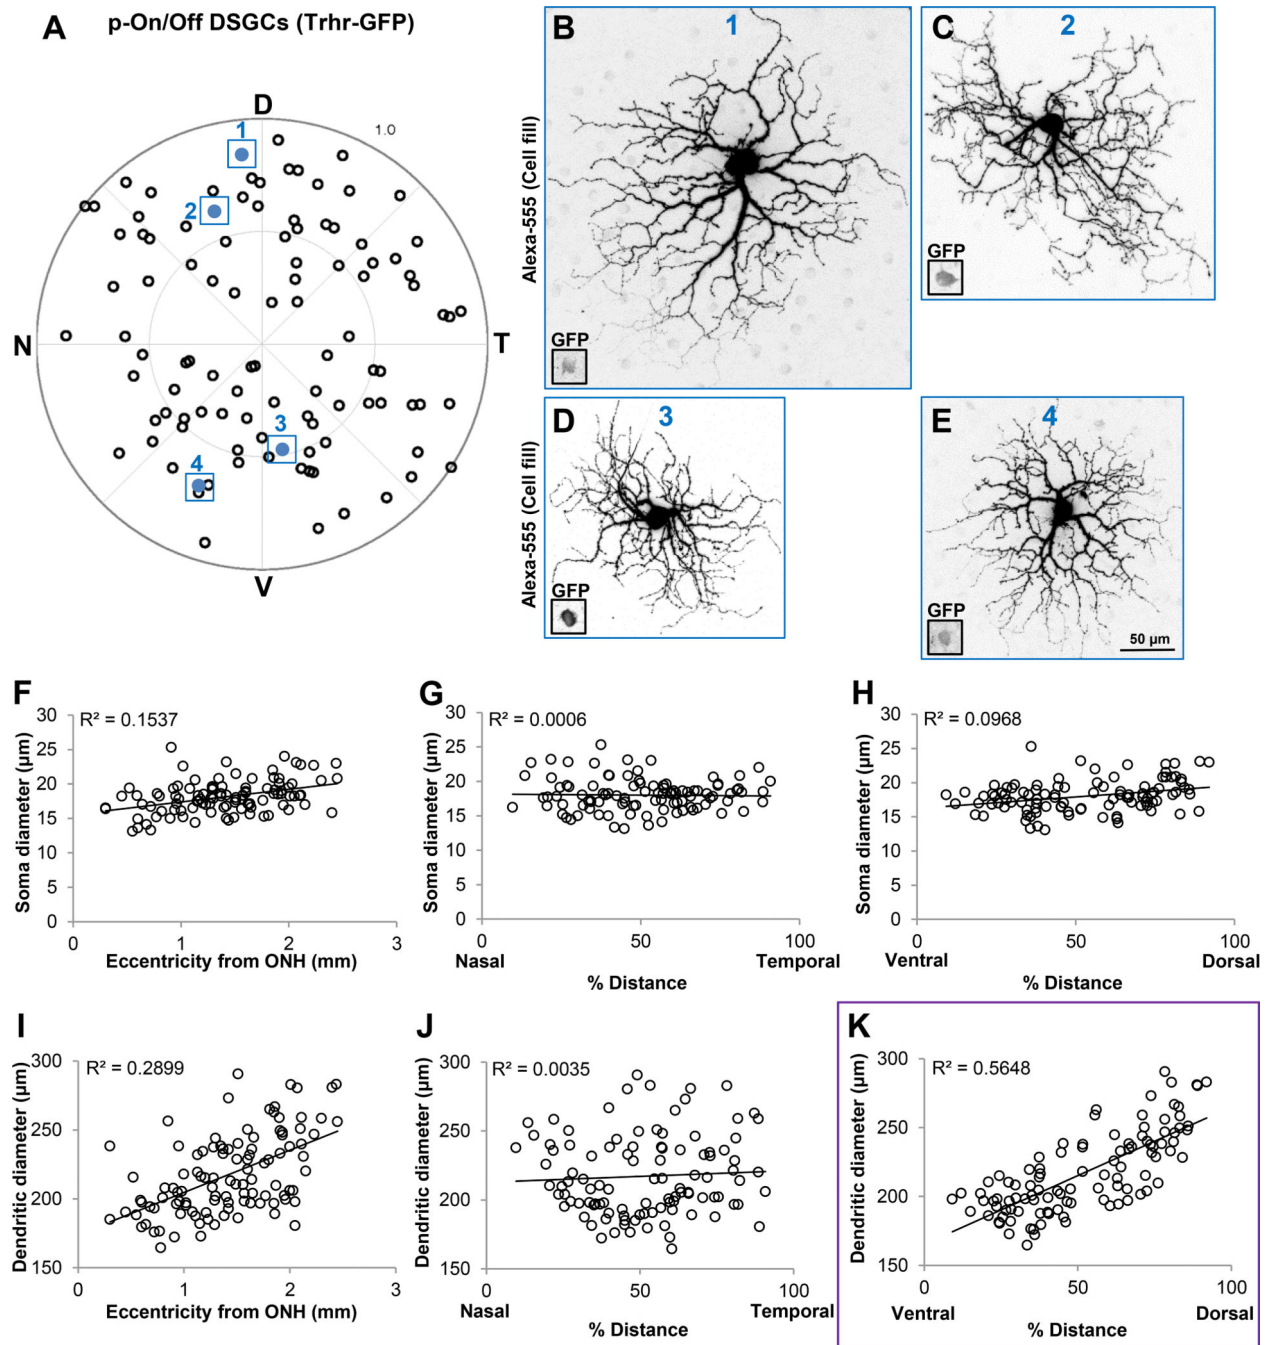 A p-On/Off DSGCs (Trhr-GFP)
D
1.0
1
2
N
T
3
4
V
B 1
Alexa-555 (Cell fill)
GFP
C 2
GFP
D 3
Alexa-555 (Cell fill)
GFP
E 4
GFP
50 µm
F
R² = 0.1537
Soma diameter (µm)
30
25
20
15
10
5
0
0 1 2 3
Eccentricity from ONH (mm)
G
R² = 0.0006
Soma diameter (µm)
30
25
20
15
10
5
0
0 50 100
Nasal Temporal
% Distance
H
R² = 0.0968
Soma diameter (µm)
30
25
20
15
10
5
0
0 50 100
Ventral Dorsal
% Distance
I
R² = 0.2899
Dendritic diameter (µm)
300
250
200
150
0 1 2 3
Eccentricity from ONH (mm)
J
R² = 0.0035
Dendritic diameter (µm)
300
250
200
150
0 50 100
Nasal Temporal
% Distance
K
R² = 0.5648
Dendritic diameter (µm)
300
250
200
150
0 50 100
Ventral Dorsal
% Distance